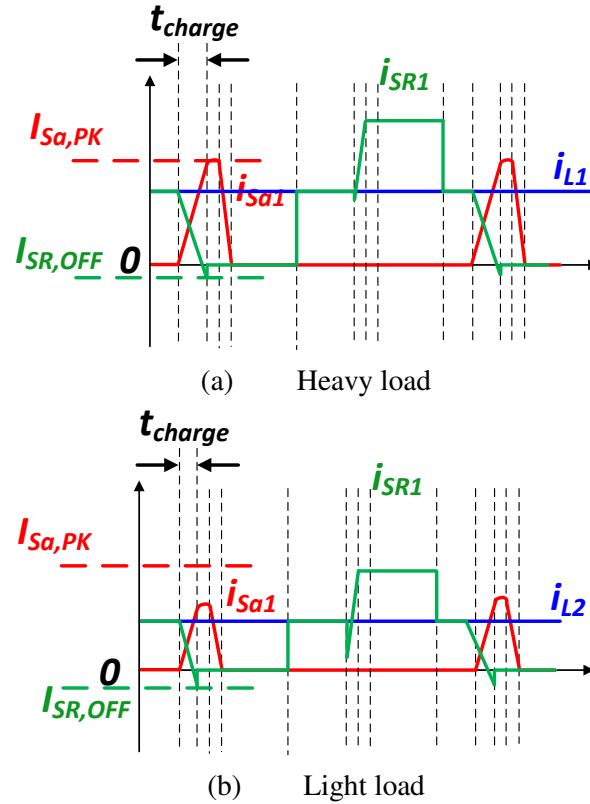 t_charge
i_SR1
I_Sa,PK
i_Sa1
i_L1
I_SR,OFF
0
(a) Heavy load
t_charge
i_SR1
I_Sa,PK
i_Sa1
i_L2
0
I_SR,OFF
(b) Light load